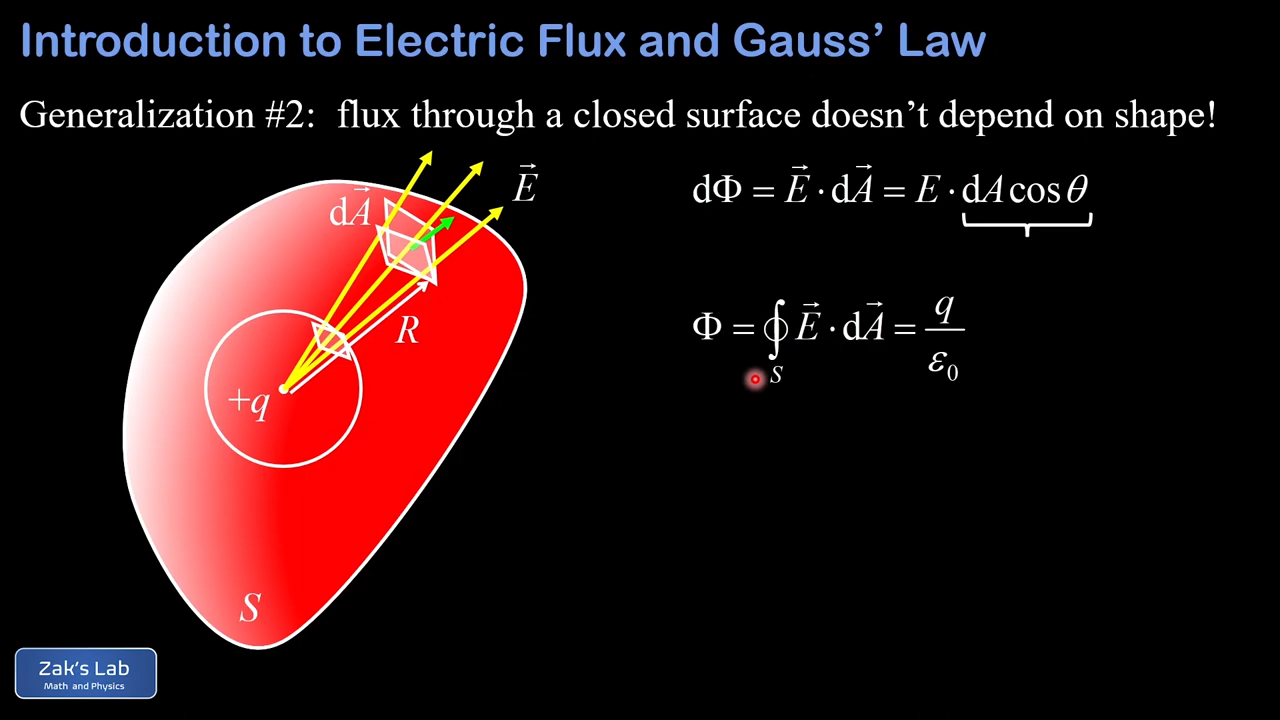 Introduction to Electric Flux and Gauss' Law
Generalization #2: flux through a closed surface doesn't depend on shape!
dA⃗
E⃗
R
+q
S
dΦ = E⃗ · dA⃗ = E · dA cos θ
Φ = ∮_S E⃗ · dA⃗ = q/ε₀
Zak's Lab
Math and Physics